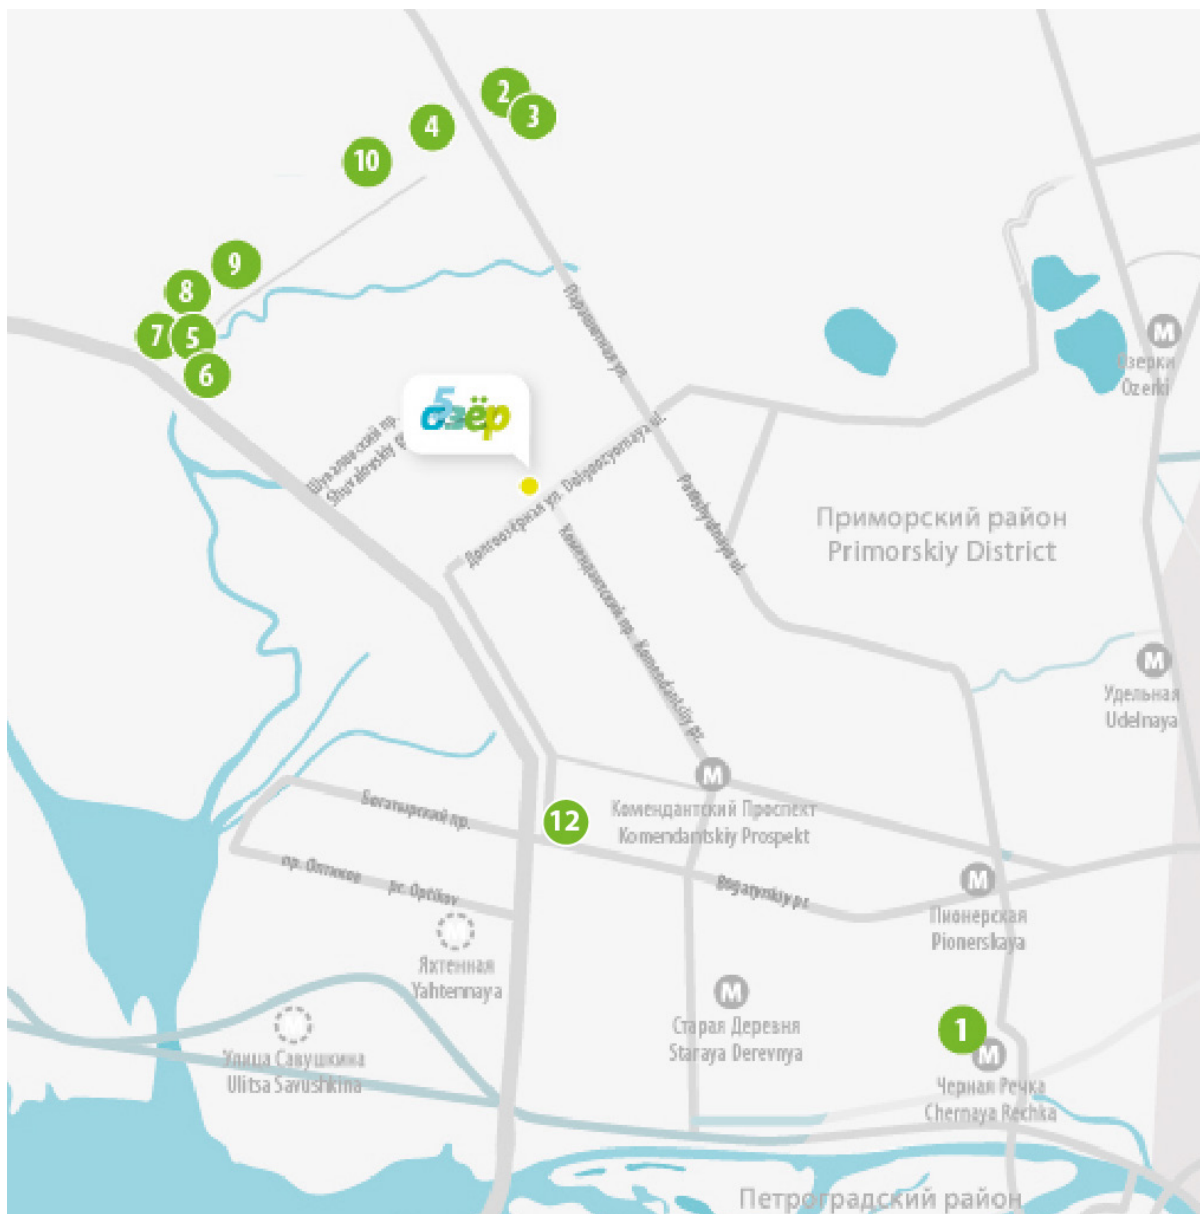 2
3
4
10
9
8
7
5
6
5
озёр
Шуваловский пр.
Shuvalovskiy
Парашютная ул.
Долгоозёрная ул. Dolgoozyornaya ul.
Parashyutnaya ul.
М
Озерки
Ozerki
Приморский район
Primorskiy District
Комендантский пр. Komendantskiy pr.
М
Удельная
Udelnaya
М
Комендантский Проспект
Komendantskiy Prospekt
Богатырский пр.
12
пр. Оптиков pr. Optikov
Bogatyrskiy pr.
М
Пионерская
Pionerskaya
М
Яхтенная
Yahtennaya
М
Старая Деревня
Staraya Derevnya
М
Улица Савушкина
Ulitsa Savushkina
1
М
Черная Речка
Chernaya Rechka
Петроградский район